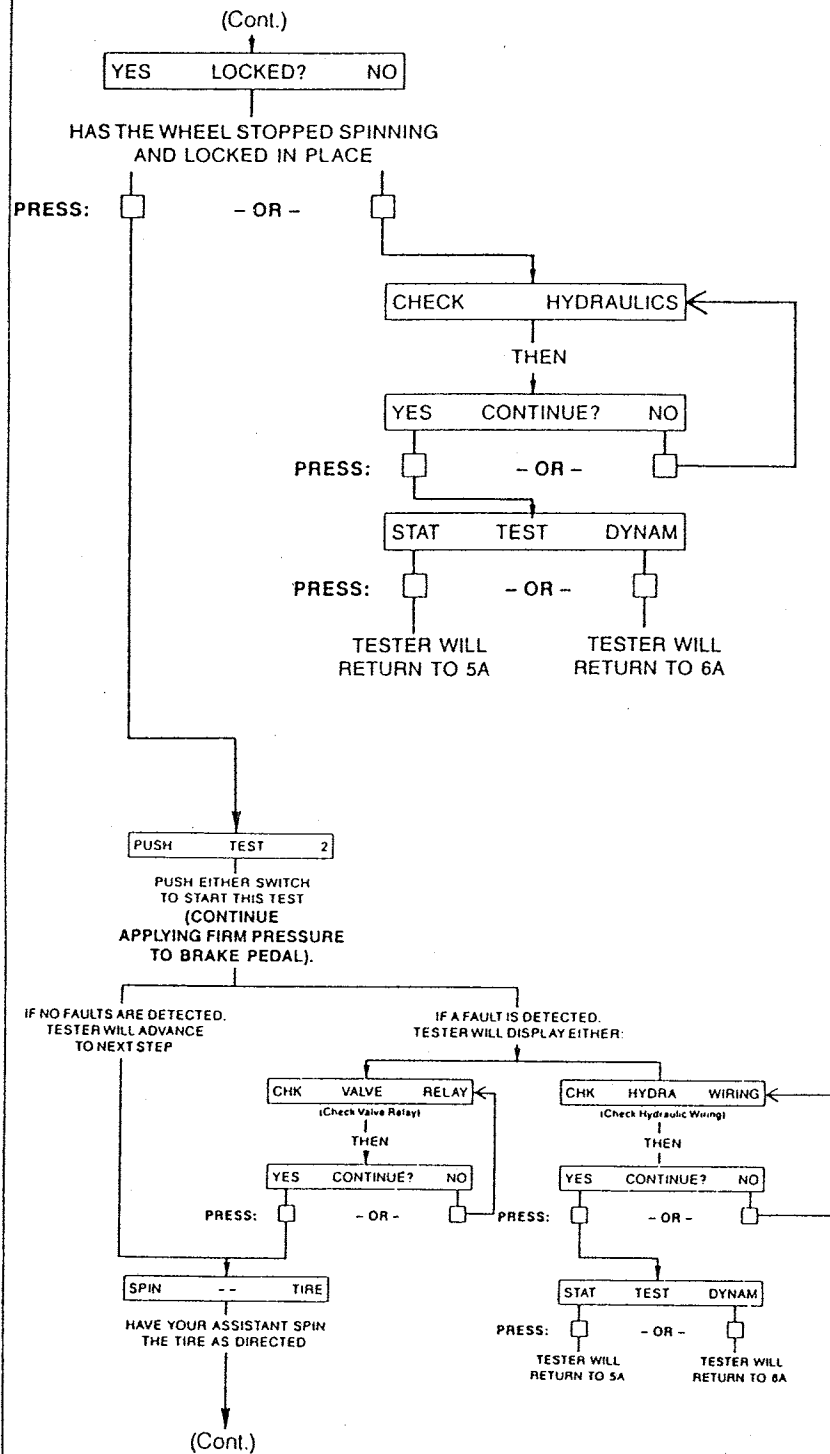 (Cont.)
YES LOCKED? NO
HAS THE WHEEL STOPPED SPINNING
AND LOCKED IN PLACE
PRESS: – OR –
CHECK HYDRAULICS
THEN
YES CONTINUE? NO
PRESS: – OR –
STAT TEST DYNAM
PRESS: – OR –
TESTER WILL
RETURN TO 5A
TESTER WILL
RETURN TO 6A
PUSH TEST 2
PUSH EITHER SWITCH
TO START THIS TEST
(CONTINUE
APPLYING FIRM PRESSURE
TO BRAKE PEDAL).
IF NO FAULTS ARE DETECTED.
TESTER WILL ADVANCE
TO NEXT STEP
IF A FAULT IS DETECTED.
TESTER WILL DISPLAY EITHER:
CHK VALVE RELAY
(Check Valve Relay)
THEN
YES CONTINUE? NO
PRESS: – OR –
CHK HYDRA WIRING
(Check Hydraulic Wiring)
THEN
YES CONTINUE? NO
PRESS: – OR –
STAT TEST DYNAM
PRESS: – OR –
TESTER WILL
RETURN TO 5A
TESTER WILL
RETURN TO 6A
SPIN -- TIRE
HAVE YOUR ASSISTANT SPIN
THE TIRE AS DIRECTED
(Cont.)